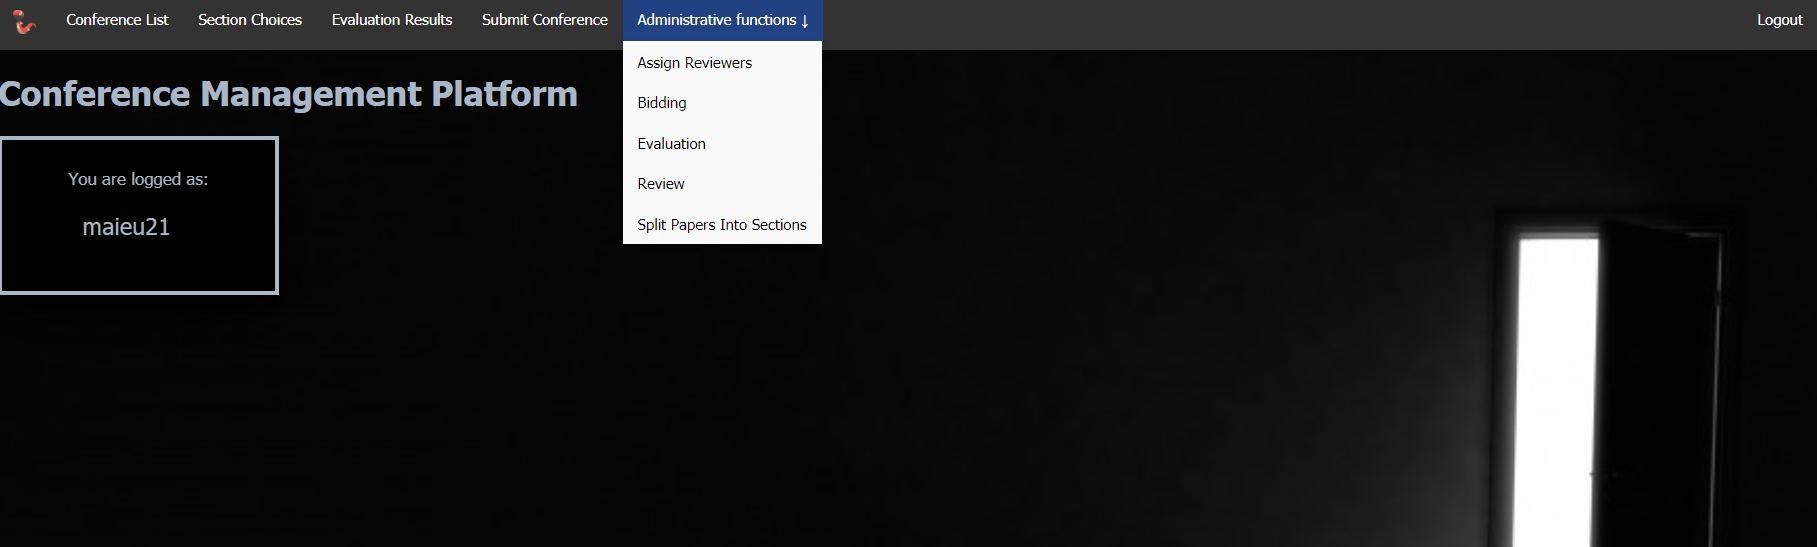 Conference List Section Choices Evaluation Results Submit Conference Administrative functions ↓ Logout
Assign Reviewers
Bidding
Evaluation
Review
Split Papers Into Sections
Conference Management Platform
You are logged as:
maieu21